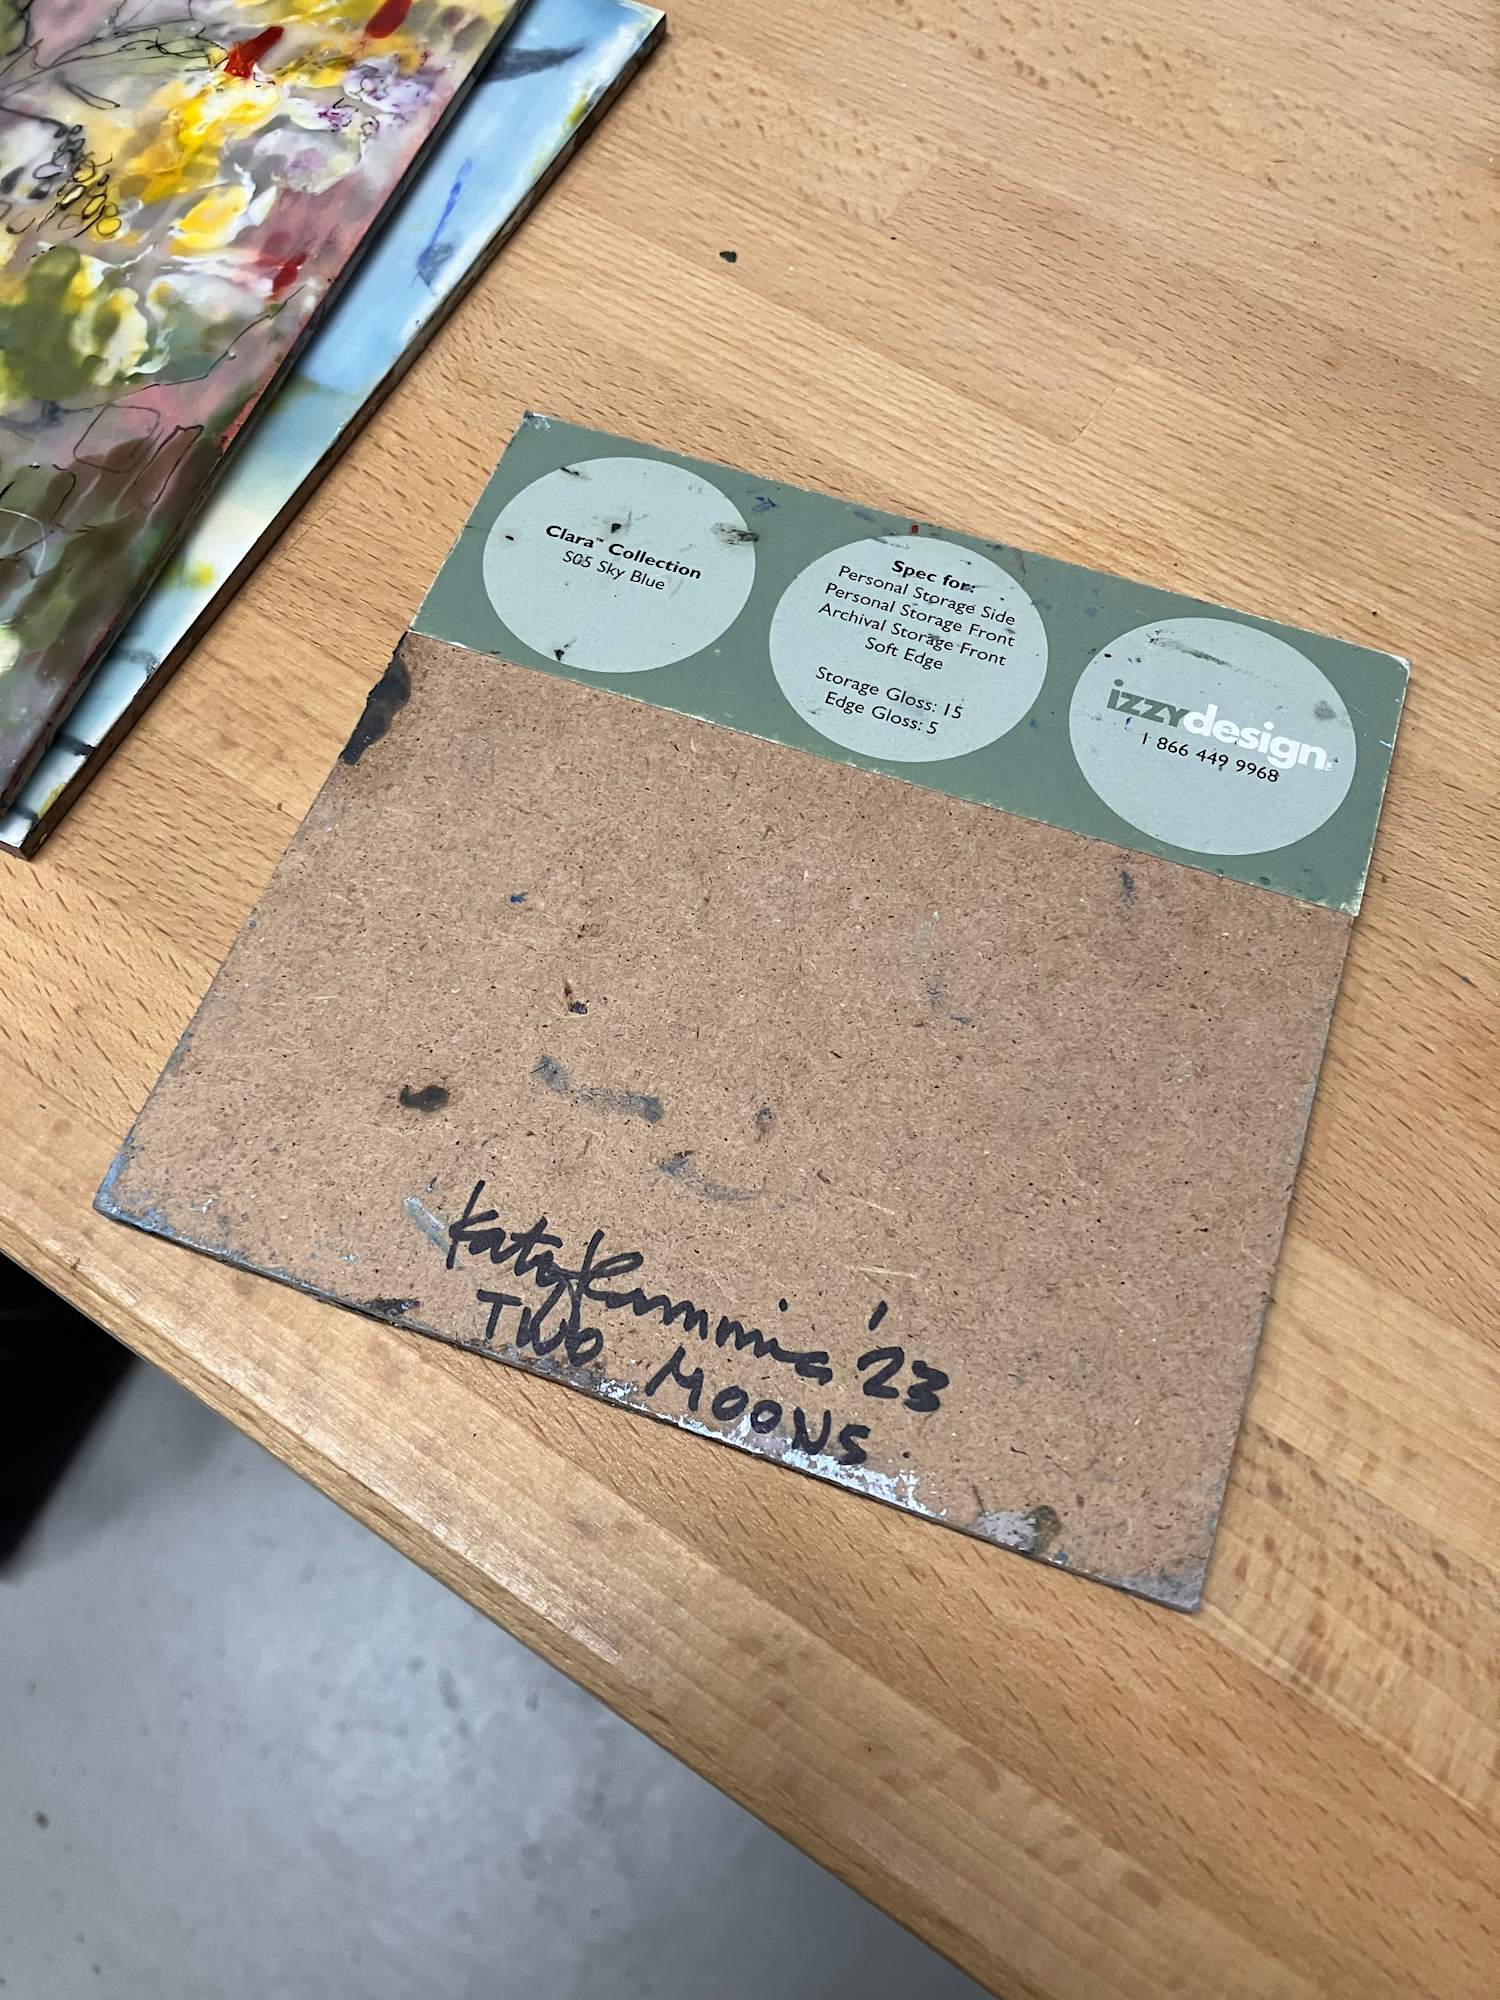 Clara™ Collection
S05 Sky Blue
Spec for:
Personal Storage Side
Personal Storage Front
Archival Storage Front
Soft Edge
Storage Gloss: 15
Edge Gloss: 5
izzydesign
1 866 449 9968
Katy '23
TWO MOONS